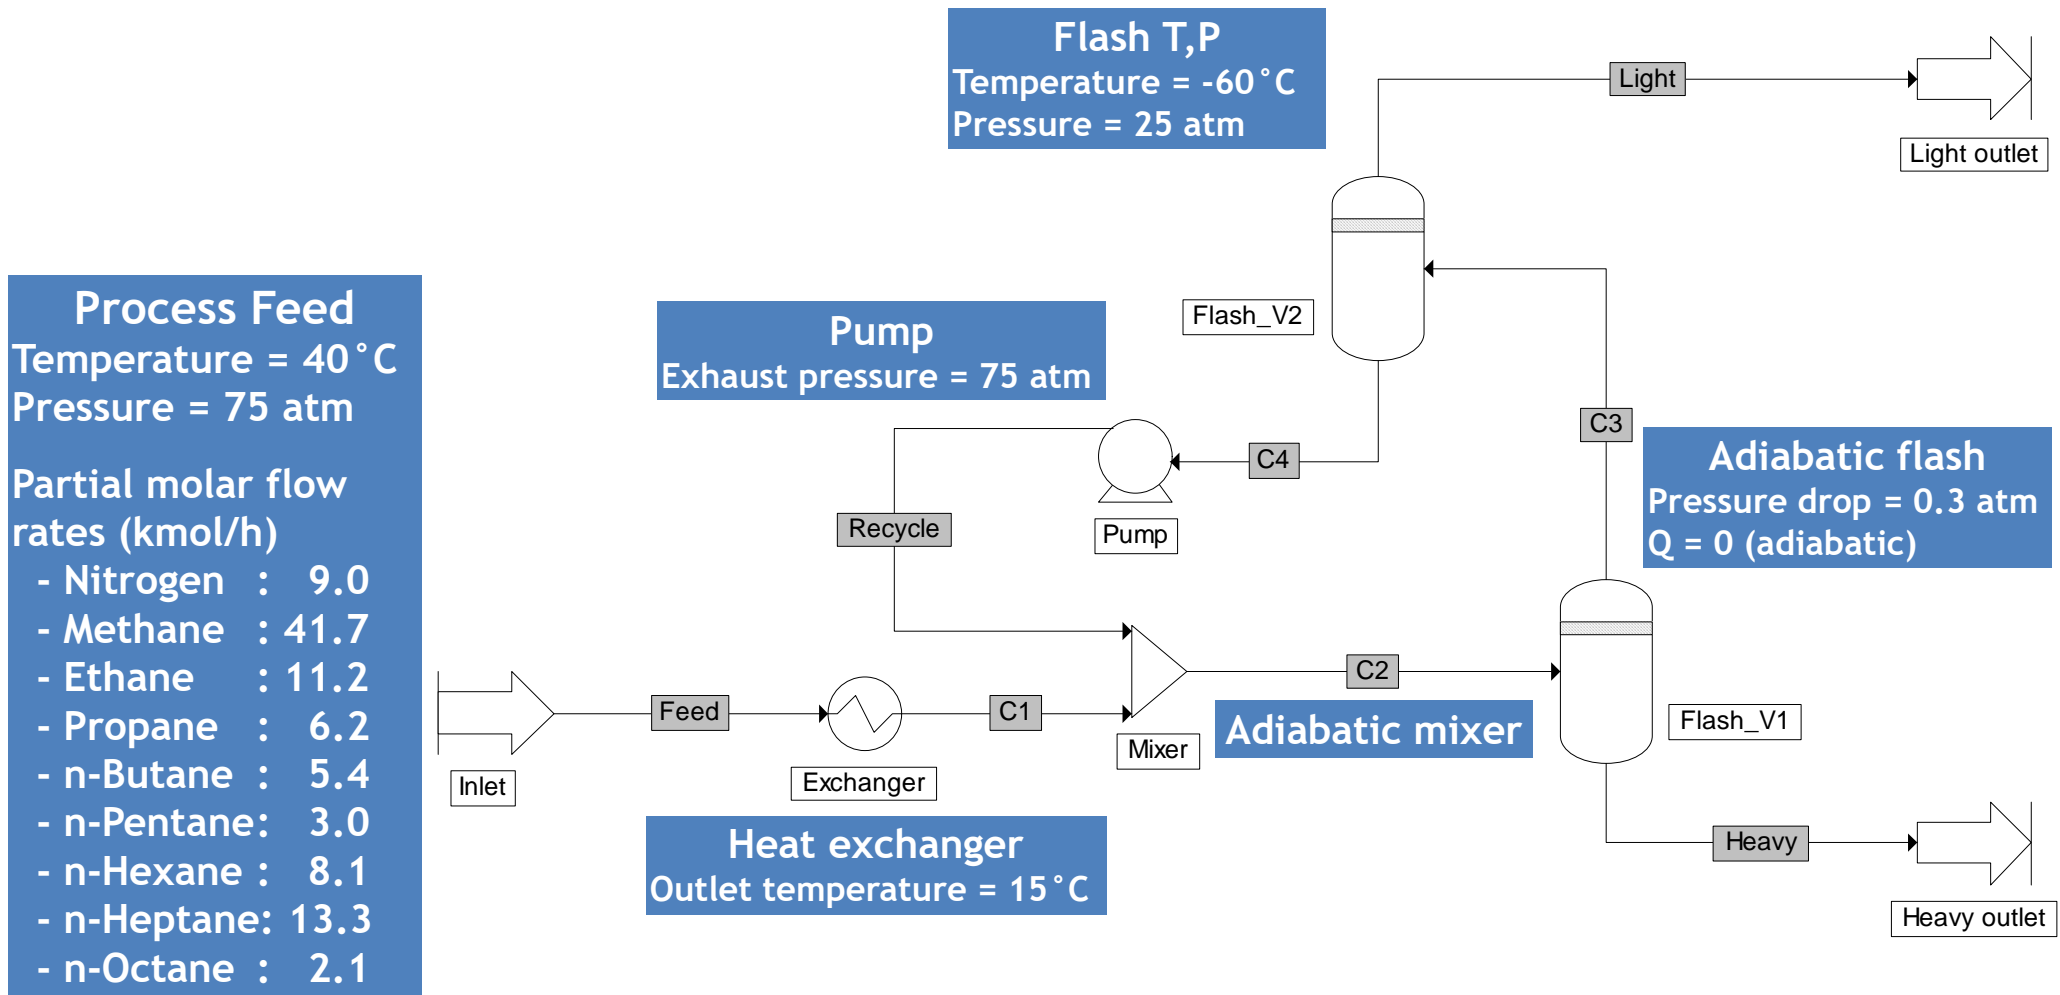 Flash T,P
Temperature = -60°C
Pressure = 25 atm
Light
Light outlet
Process Feed
Temperature = 40°C
Pressure = 75 atm
Partial molar flow
rates (kmol/h)
- Nitrogen : 9.0
- Methane : 41.7
- Ethane : 11.2
- Propane : 6.2
- n-Butane : 5.4
- n-Pentane: 3.0
- n-Hexane : 8.1
- n-Heptane: 13.3
- n-Octane : 2.1
Pump
Exhaust pressure = 75 atm
Flash_V2
C3
C4
Adiabatic flash
Pressure drop = 0.3 atm
Q = 0 (adiabatic)
Recycle
Pump
Inlet
Feed
Exchanger
C1
Mixer
C2
Adiabatic mixer
Flash_V1
Heat exchanger
Outlet temperature = 15°C
Heavy
Heavy outlet